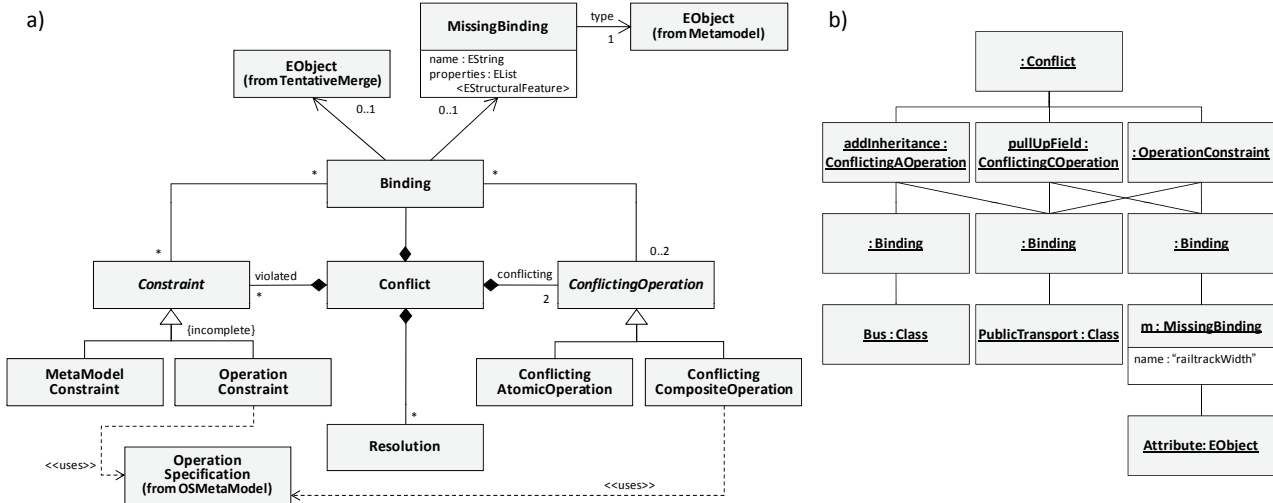 a)
MissingBinding
name : EString
properties : EList
<EStructuralFeature>
type
1
EObject
(from Metamodel)
EObject
(from TentativeMerge)
0..1
0..1
Binding
*
*
*
0..2
Constraint
violated
*
Conflict
conflicting
2
ConflictingOperation
{incomplete}
MetaModel
Constraint
Operation
Constraint
Conflicting
AtomicOperation
Conflicting
CompositeOperation
*
Resolution
<<uses>>
Operation
Specification
(from OSMetaModel)
<<uses>>
b)
: Conflict
addInheritance :
ConflictingAOperation
pullUpField :
ConflictingCOperation
: OperationConstraint
: Binding
: Binding
: Binding
Bus : Class
PublicTransport : Class
m : MissingBinding
name : “railtrackWidth”
Attribute: EObject